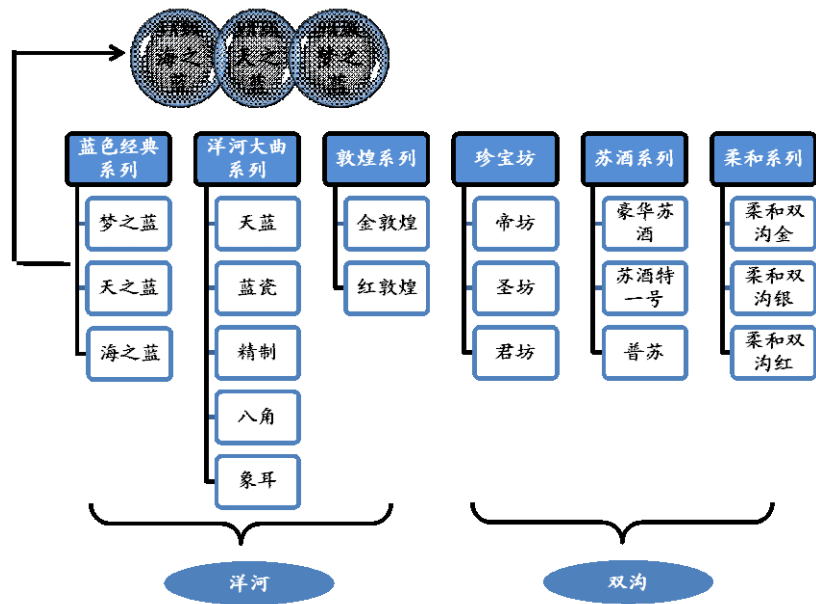 海之
蓝
天之
蓝
梦之
蓝
蓝色经典
系列
梦之蓝
天之蓝
海之蓝
洋河大曲
系列
天蓝
蓝瓷
精制
八角
象耳
敦煌系列
金敦煌
红敦煌
珍宝坊
帝坊
圣坊
君坊
苏酒系列
豪华苏
酒
苏酒特
一号
普苏
柔和系列
柔和双
沟金
柔和双
沟银
柔和双
沟红
洋河
双沟